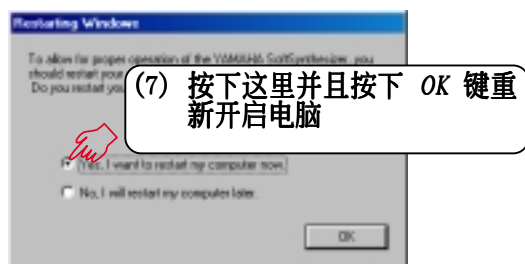 Restarting Windows
To allow for proper operation of the YAMAHA SoftSynthesizer, you
should restart your
Do you restart yo
(7) 按下这里并且按下 OK 键重
新开启电脑
Yes, I want to restart my computer now.
No, I will restart my computer later.
OK